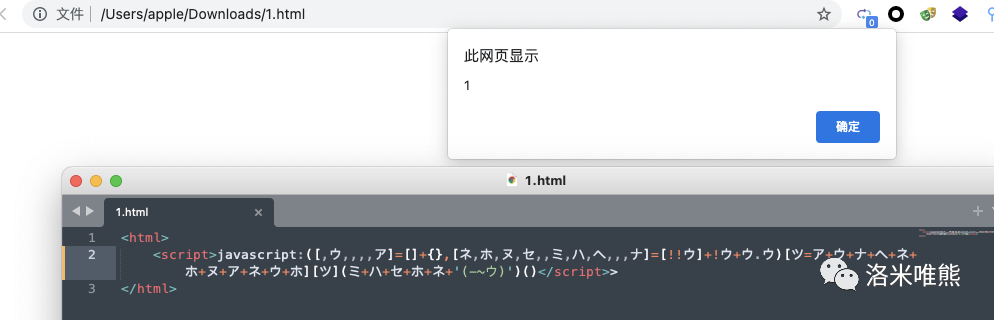 文件 /Users/apple/Downloads/1.html
0
此网页显示
1
确定
1.html
1.html
1 <html>
2 <script>javascript:([,ウ,,,,ア]=[]+{},[ネ,ホ,ヌ,セ,,ミ,ハ,ヘ,,,ナ]=[!!ウ]+!ウ+ウ.ウ)[ツ=ア+ウ+ナ+ヘ+ネ+
ホ+ヌ+ア+ネ+ウ+ホ][ツ](ミ+ハ+セ+ホ+ネ+'(-~ウ)')()</script>>
3 </html>
洛米唯熊